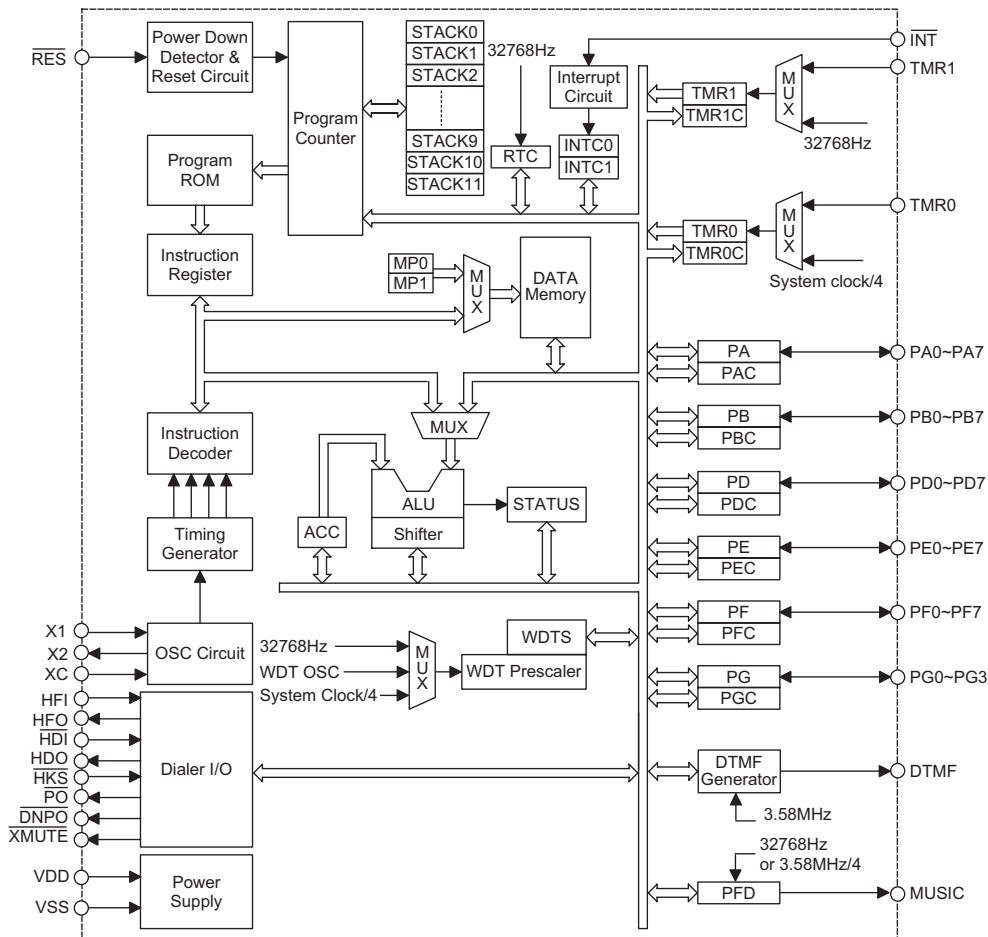 RES
Power Down
Detector &
Reset Circuit
Program
Counter
STACK0
STACK1
STACK2
STACK9
STACK10
STACK11
32768Hz
RTC
Interrupt
Circuit
INTC0
INTC1
INT
TMR1
TMR1
TMR1C
MUX
32768Hz
Program
ROM
TMR0
TMR0
TMR0C
MUX
System clock/4
Instruction
Register
MP0
MP1
MUX
DATA
Memory
PA
PAC
PA0~PA7
PB
PBC
PB0~PB7
PD
PDC
PD0~PD7
PE
PEC
PE0~PE7
PF
PFC
PF0~PF7
PG
PGC
PG0~PG3
Instruction
Decoder
MUX
ALU
Shifter
ACC
STATUS
Timing
Generator
X1
X2
XC
OSC Circuit
32768Hz
WDT OSC
System Clock/4
MUX
WDTS
WDT Prescaler
HFI
HFO
HDI
HDO
HKS
PO
DNPO
XMUTE
Dialer I/O
DTMF
Generator
DTMF
3.58MHz
32768Hz
or 3.58MHz/4
PFD
MUSIC
VDD
VSS
Power
Supply